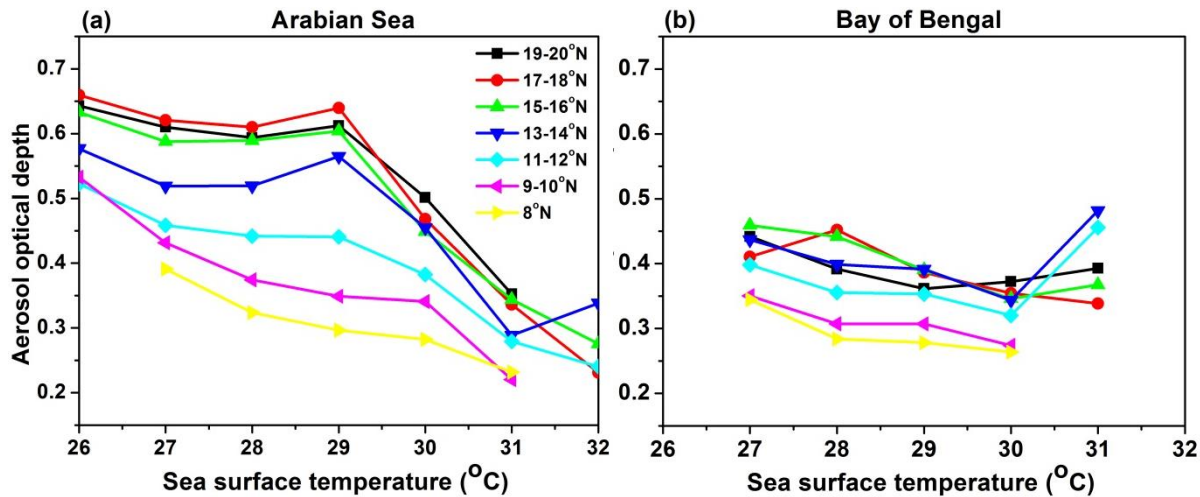 (a) Arabian Sea
(b) Bay of Bengal
Aerosol optical depth
0.7
0.6
0.5
0.4
0.3
0.2
19-20°N
17-18°N
15-16°N
13-14°N
11-12°N
9-10°N
8°N
0.7
0.6
0.5
0.4
0.3
0.2
26 27 28 29 30 31 32
26 27 28 29 30 31 32
Sea surface temperature (°C)
Sea surface temperature (°C)